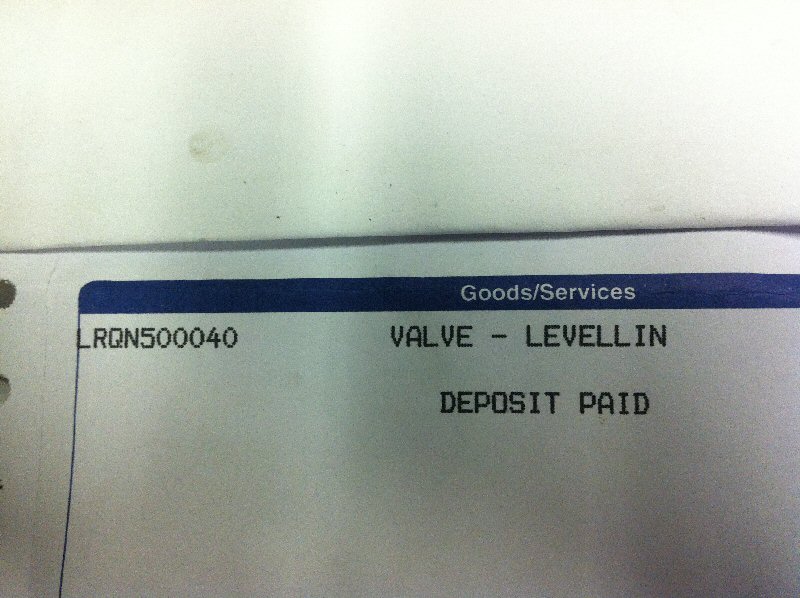 Goods/Services
LRQN500040 VALVE - LEVELLIN
DEPOSIT PAID